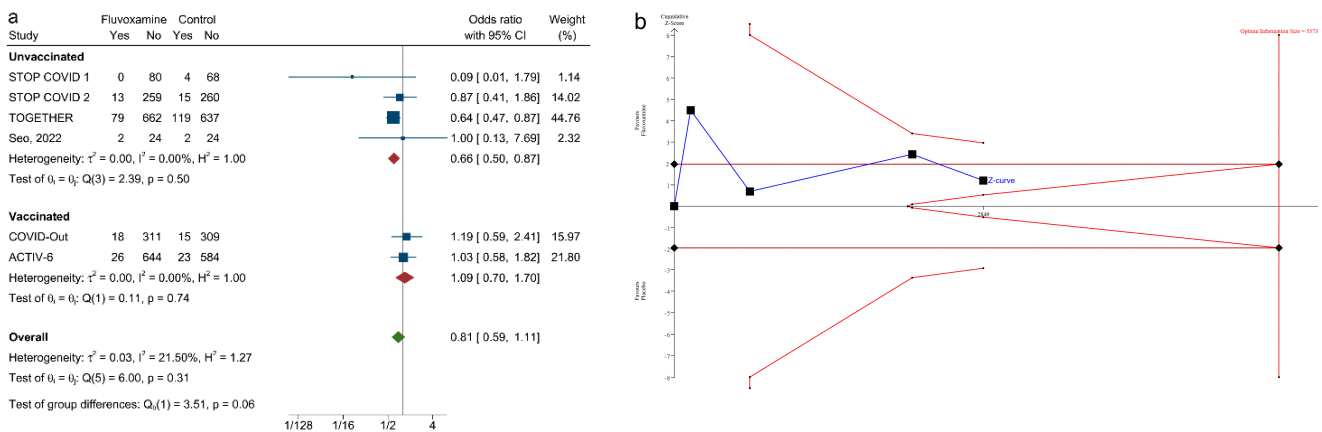 a
Fluvoxamine Control Odds ratio Weight
Study Yes No Yes No with 95% CI (%)
Unvaccinated
STOP COVID 1 0 80 4 68 0.09 [ 0.01, 1.79] 1.14
STOP COVID 2 13 259 15 260 0.87 [ 0.41, 1.86] 14.02
TOGETHER 79 662 119 637 0.64 [ 0.47, 0.87] 44.76
Seo, 2022 2 24 2 24 1.00 [ 0.13, 7.69] 2.32
Heterogeneity: τ² = 0.00, I² = 0.00%, H² = 1.00 0.66 [ 0.50, 0.87]
Test of θᵢ = θⱼ: Q(3) = 2.39, p = 0.50
Vaccinated
COVID-Out 18 311 15 309 1.19 [ 0.59, 2.41] 15.97
ACTIV-6 26 644 23 584 1.03 [ 0.58, 1.82] 21.80
Heterogeneity: τ² = 0.00, I² = 0.00%, H² = 1.00 1.09 [ 0.70, 1.70]
Test of θᵢ = θⱼ: Q(1) = 0.11, p = 0.74
Overall 0.81 [ 0.59, 1.11]
Heterogeneity: τ² = 0.03, I² = 21.50%, H² = 1.27
Test of θᵢ = θⱼ: Q(5) = 6.00, p = 0.31
Test of group differences: Q_b(1) = 3.51, p = 0.06
1/128 1/16 1/2 4
b
Cumulative
Z-Score
Optimum Information Size = 5573
8
7
6
5
4
3
2
1
-1
-2
-3
-4
-5
-6
-7
-8
Favours
Fluvoxamine
Favours
Placebo
Z-curve
2849